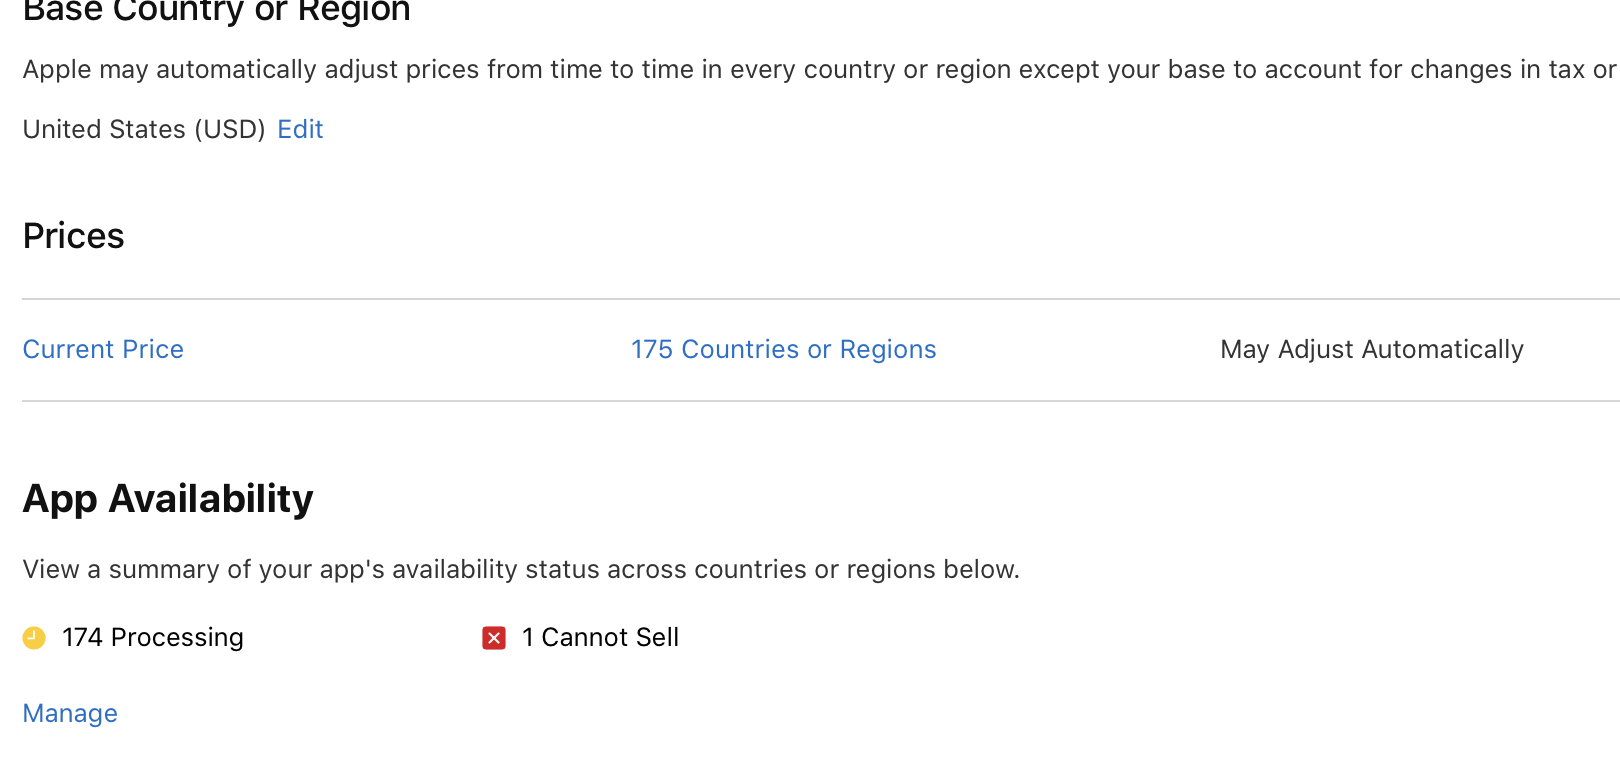 Base Country or Region
Apple may automatically adjust prices from time to time in every country or region except your base to account for changes in tax or
United States (USD) Edit
Prices
Current Price 175 Countries or Regions May Adjust Automatically
App Availability
View a summary of your app's availability status across countries or regions below.
174 Processing 1 Cannot Sell
Manage